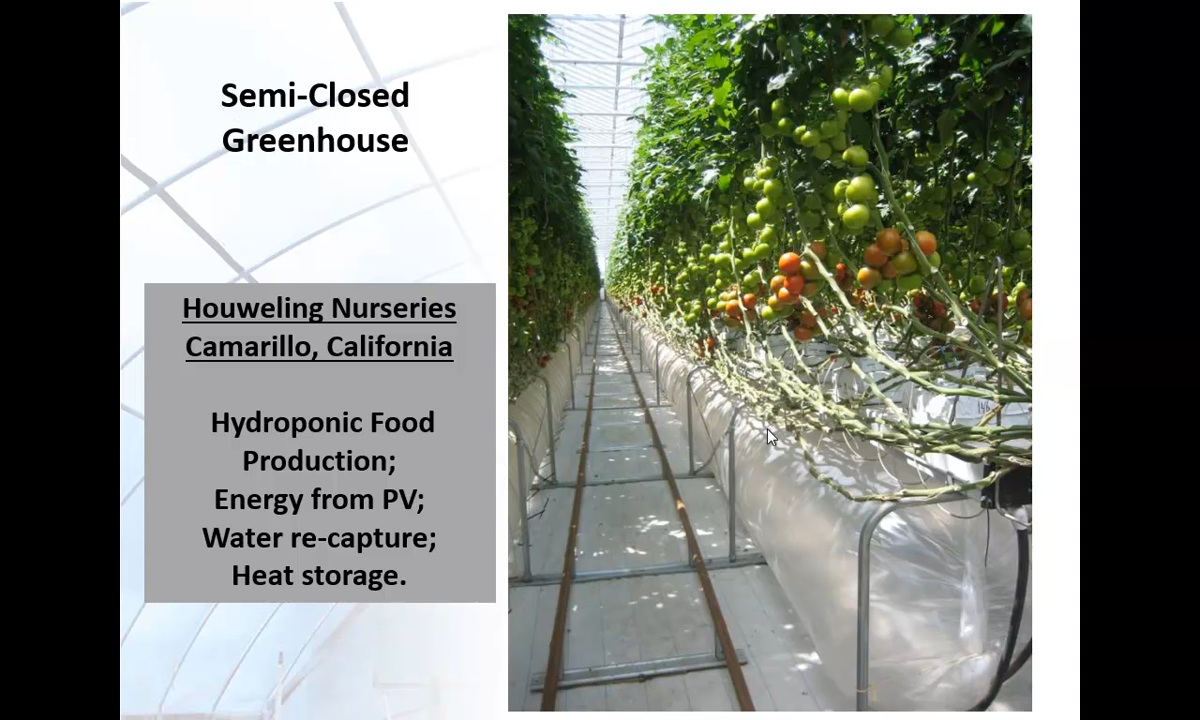 Semi-Closed
Greenhouse
Houweling Nurseries
Camarillo, California
Hydroponic Food
Production;
Energy from PV;
Water re-capture;
Heat storage.